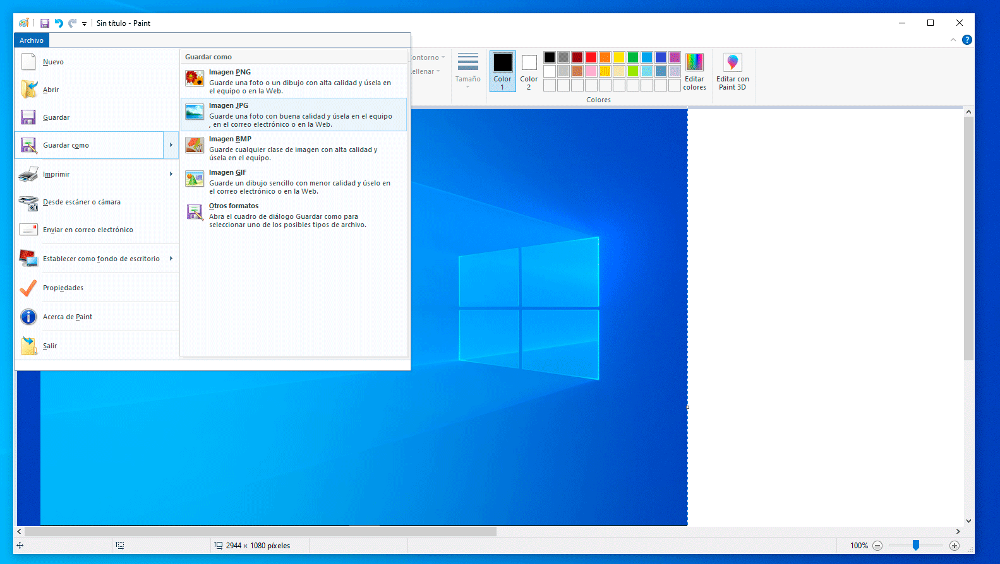 Sin título - Paint
Archivo
Nuevo
Abrir
Guardar
Guardar como
Imprimir
Desde escáner o cámara
Enviar en correo electrónico
Establecer como fondo de escritorio
Propiedades
Acerca de Paint
Salir
Guardar como
Imagen PNG
Guarde una foto o un dibujo con alta calidad y úsela en
el equipo o en la Web.
Imagen JPG
Guarde una foto con buena calidad y úsela en el equipo
, en el correo electrónico o en la Web.
Imagen BMP
Guarde cualquier clase de imagen con alta calidad y
úsela en el equipo.
Imagen GIF
Guarde un dibujo sencillo con menor calidad y úselo en
el correo electrónico o en la Web.
Otros formatos
Abra el cuadro de diálogo Guardar como para
seleccionar uno de los posibles tipos de archivo.
ontorno
ellenar
Tamaño
Color
1
Color
2
Editar
colores
Editar con
Paint 3D
Colores
2944 × 1080 píxeles
100%